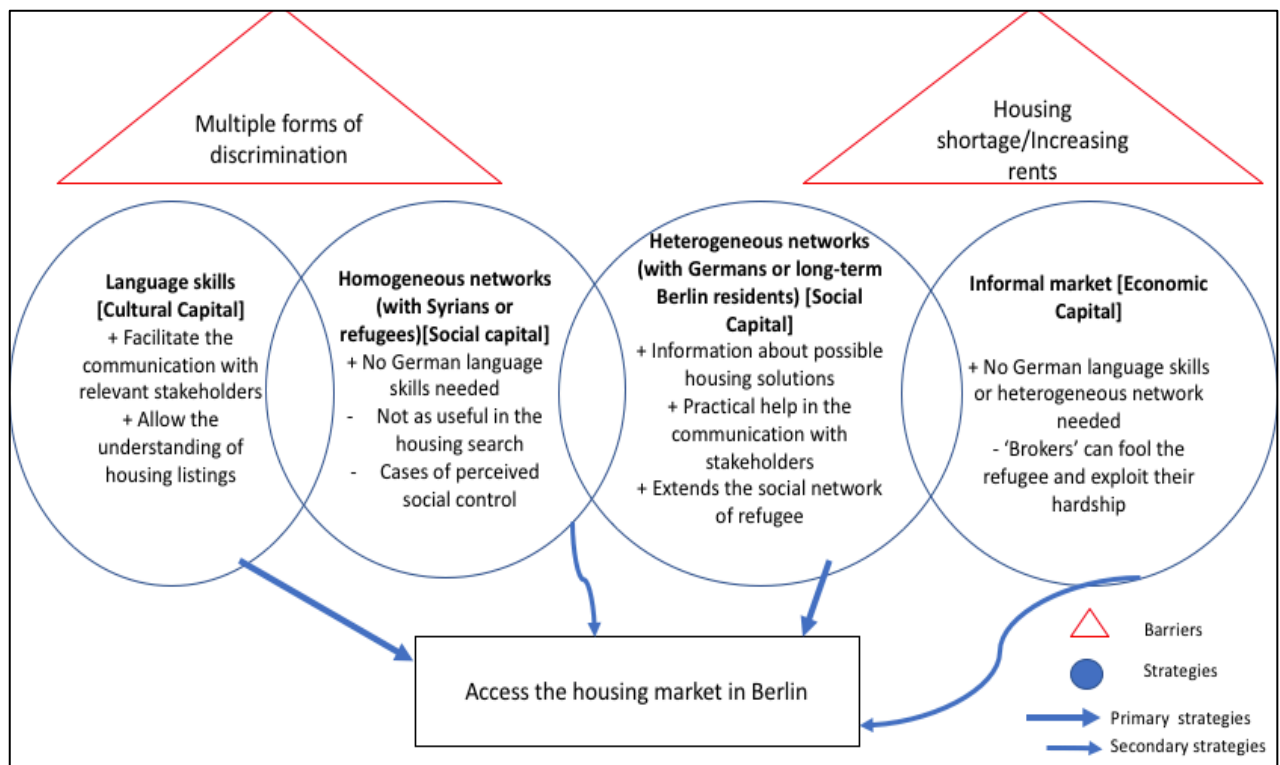 Multiple forms of
discrimination
Housing
shortage/Increasing
rents
Language skills
[Cultural Capital]
+ Facilitate the
communication with
relevant stakeholders
+ Allow the
understanding of
housing listings
Homogeneous networks
(with Syrians or
refugees)[Social capital]
+ No German language
skills needed
- Not as useful in the
housing search
- Cases of perceived
social control
Heterogeneous networks
(with Germans or long-term
Berlin residents) [Social
Capital]
+ Information about possible
housing solutions
+ Practical help in the
communication with
stakeholders
+ Extends the social network
of refugee
Informal market [Economic
Capital]
+ No German language skills
or heterogeneous network
needed
- ‘Brokers’ can fool the
refugee and exploit their
hardship
Access the housing market in Berlin
Barriers
Strategies
Primary strategies
Secondary strategies